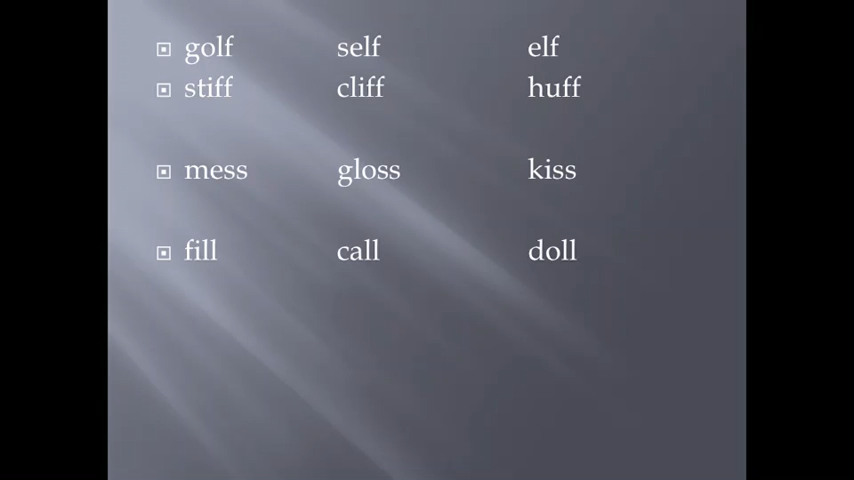 golf self elf
stiff cliff huff
mess gloss kiss
fill call doll